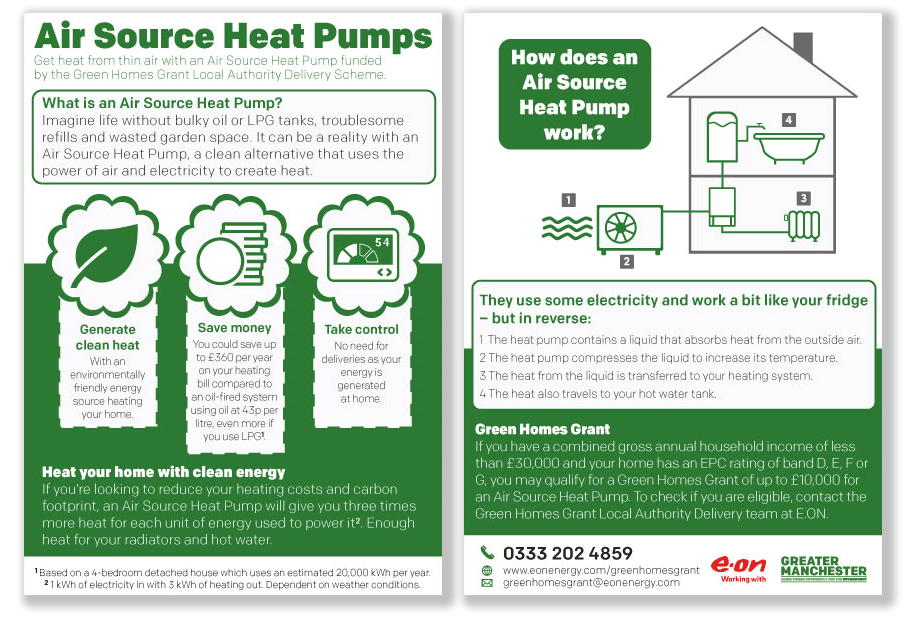 Air Source Heat Pumps
Get heat from thin air with an Air Source Heat Pump funded
by the Green Homes Grant Local Authority Delivery Scheme.
What is an Air Source Heat Pump?
Imagine life without bulky oil or LPG tanks, troublesome
refills and wasted garden space. It can be a reality with an
Air Source Heat Pump, a clean alternative that uses the
power of air and electricity to create heat.
54
Generate
clean heat
With an
environmentally
friendly energy
source heating
your home.
Save money
You could save up
to £360 per year
on your heating
bill compared to
an oil-fired system
using oil at 43p per
litre, even more if
you use LPG¹.
Take control
No need for
deliveries as your
energy is
generated
at home.
Heat your home with clean energy
If you're looking to reduce your heating costs and carbon
footprint, an Air Source Heat Pump will give you three times
more heat for each unit of energy used to power it². Enough
heat for your radiators and hot water.
¹ Based on a 4-bedroom detached house which uses an estimated 20,000 kWh per year.
² 1 kWh of electricity in with 3 kWh of heating out. Dependent on weather conditions.
How does an
Air Source
Heat Pump
work?
4
1
3
2
They use some electricity and work a bit like your fridge
– but in reverse:
1 The heat pump contains a liquid that absorbs heat from the outside air.
2 The heat pump compresses the liquid to increase its temperature.
3 The heat from the liquid is transferred to your heating system.
4 The heat also travels to your hot water tank.
Green Homes Grant
If you have a combined gross annual household income of less
than £30,000 and your home has an EPC rating of band D, E, F or
G, you may qualify for a Green Homes Grant of up to £10,000 for
an Air Source Heat Pump. To check if you are eligible, contact the
Green Homes Grant Local Authority Delivery team at E.ON.
0333 202 4859
www.eonenergy.com/greenhomesgrant
greenhomesgrant@eonenergy.com
e·on
Working with
GREATER
MANCHESTER